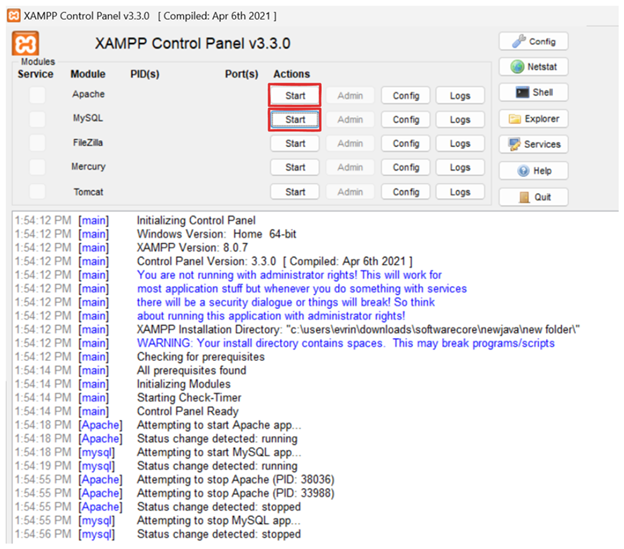 XAMPP Control Panel v3.3.0 [ Compiled: Apr 6th 2021 ]
XAMPP Control Panel v3.3.0
Config
Modules
Service Module PID(s) Port(s) Actions
Netstat
Apache Start Admin Config Logs
Shell
MySQL Start Admin Config Logs
Explorer
FileZilla Start Admin Config Logs
Services
Mercury Start Admin Config Logs
Help
Tomcat Start Admin Config Logs
Quit
1:54:12 PM [main] Initializing Control Panel
1:54:12 PM [main] Windows Version: Home 64-bit
1:54:12 PM [main] XAMPP Version: 8.0.7
1:54:12 PM [main] Control Panel Version: 3.3.0 [ Compiled: Apr 6th 2021 ]
1:54:12 PM [main] You are not running with administrator rights! This will work for
1:54:12 PM [main] most application stuff but whenever you do something with services
1:54:12 PM [main] there will be a security dialogue or things will break! So think
1:54:12 PM [main] about running this application with administrator rights!
1:54:12 PM [main] XAMPP Installation Directory: "c:\users\evrin\downloads\softwarecore\newjava\new folder\"
1:54:12 PM [main] WARNING: Your install directory contains spaces. This may break programs/scripts
1:54:12 PM [main] Checking for prerequisites
1:54:14 PM [main] All prerequisites found
1:54:14 PM [main] Initializing Modules
1:54:14 PM [main] Starting Check-Timer
1:54:14 PM [main] Control Panel Ready
1:54:18 PM [Apache] Attempting to start Apache app...
1:54:18 PM [Apache] Status change detected: running
1:54:18 PM [mysql] Attempting to start MySQL app...
1:54:19 PM [mysql] Status change detected: running
1:54:55 PM [Apache] Attempting to stop Apache (PID: 38036)
1:54:55 PM [Apache] Attempting to stop Apache (PID: 33988)
1:54:55 PM [Apache] Status change detected: stopped
1:54:55 PM [mysql] Attempting to stop MySQL app...
1:54:56 PM [mysql] Status change detected: stopped